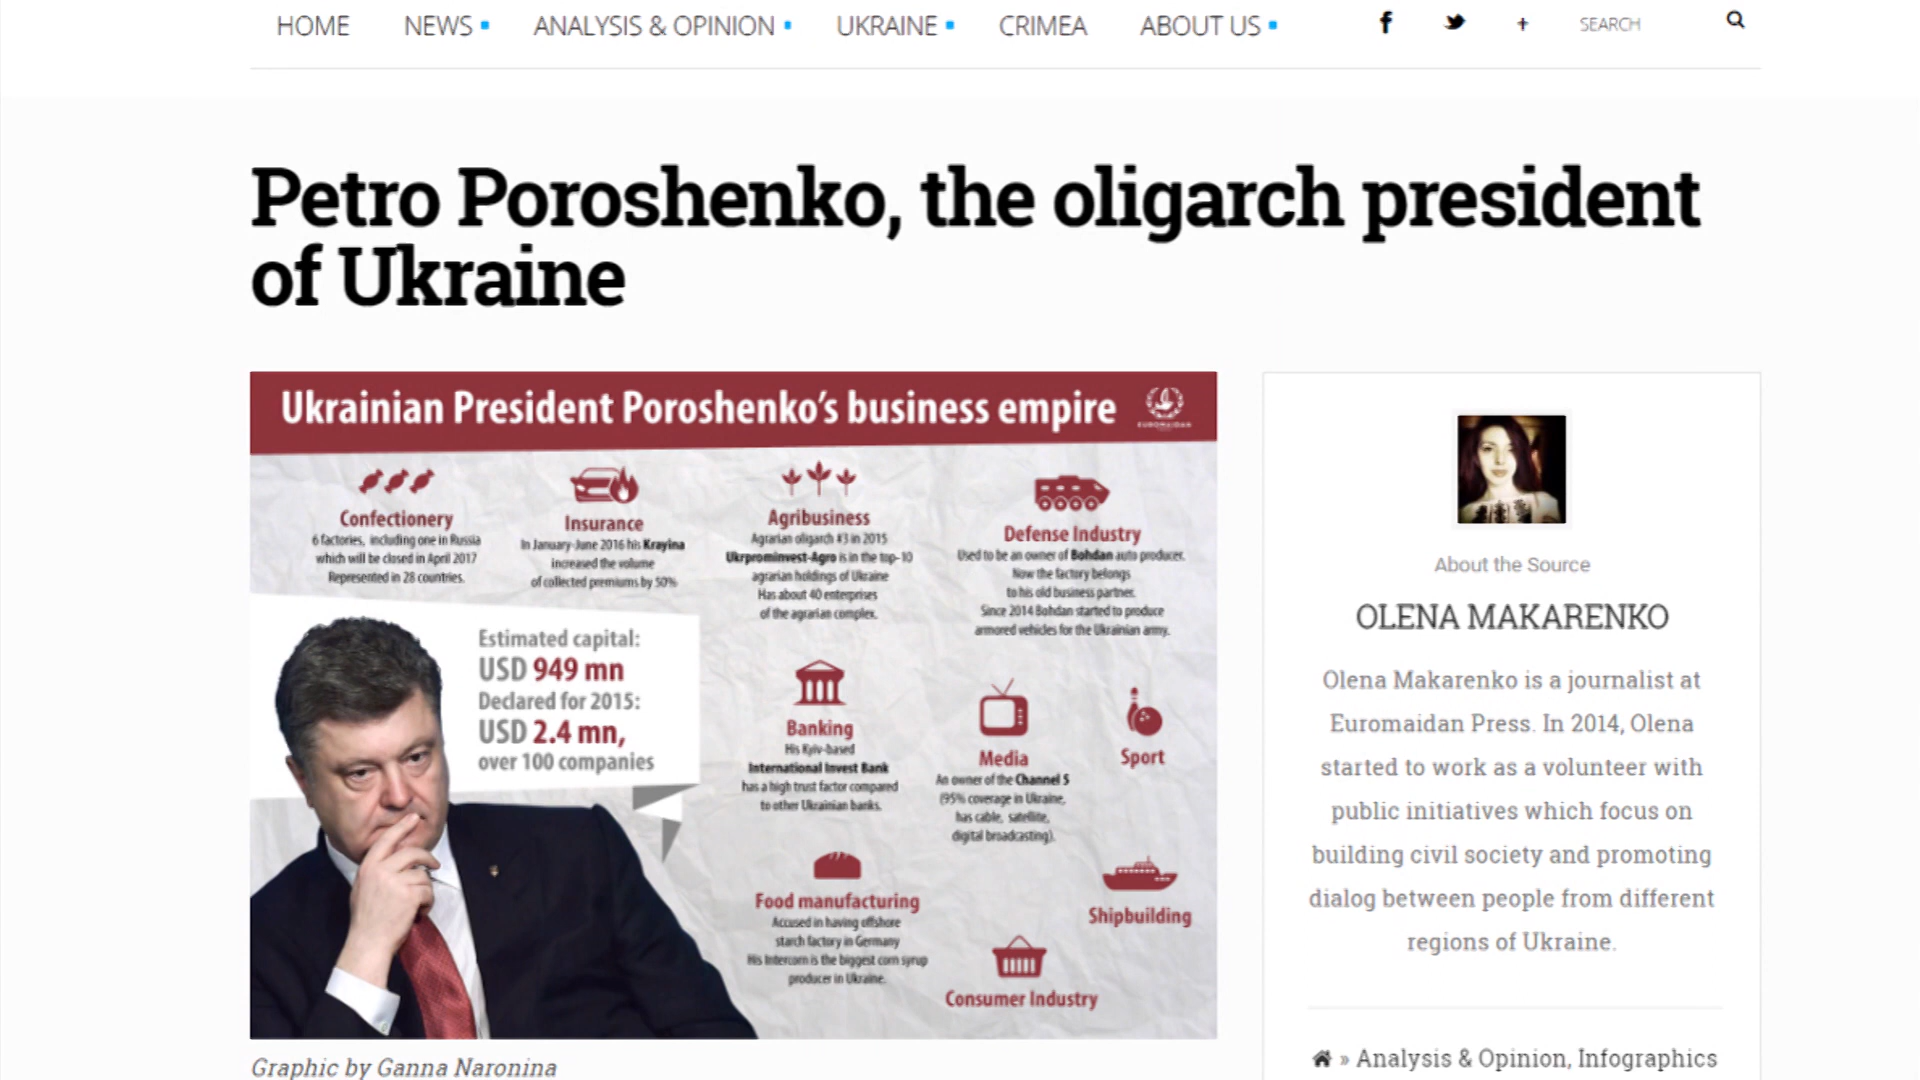 HOME NEWS ANALYSIS & OPINION UKRAINE CRIMEA ABOUT US SEARCH
Petro Poroshenko, the oligarch president
of Ukraine
Ukrainian President Poroshenko's business empire
EUROMAIDAN
Confectionery
6 factories, including one in Russia
which will be closed in April 2017
Represented in 28 countries.
Insurance
In January-June 2016 his Krayina
increased the volume
of collected premiums by 50%
Agribusiness
Agrarian oligarch #3 in 2015
Ukrprominvest-Agro is in the top-10
agrarian holdings of Ukraine
Has about 40 enterprises
of the agrarian complex.
Defense Industry
Used to be an owner of Bohdan auto producer.
Now the factory belongs
to his old business partner.
Since 2014 Bohdan started to produce
armored vehicles for the Ukrainian army.
Estimated capital:
USD 949 mn
Declared for 2015:
USD 2.4 mn,
over 100 companies
Banking
His Kyiv-based
International Invest Bank
has a high trust factor compared
to other Ukrainian banks.
Media
An owner of the Channel 5
(95% coverage in Ukraine,
has cable, satellite,
digital broadcasting).
Sport
Food manufacturing
Accused in having offshore
starch factory in Germany
His Intercorn is the biggest corn syrup
producer in Ukraine.
Shipbuilding
Consumer Industry
Graphic by Ganna Naronina
About the Source
OLENA MAKARENKO
Olena Makarenko is a journalist at
Euromaidan Press. In 2014, Olena
started to work as a volunteer with
public initiatives which focus on
building civil society and promoting
dialog between people from different
regions of Ukraine.
» Analysis & Opinion, Infographics